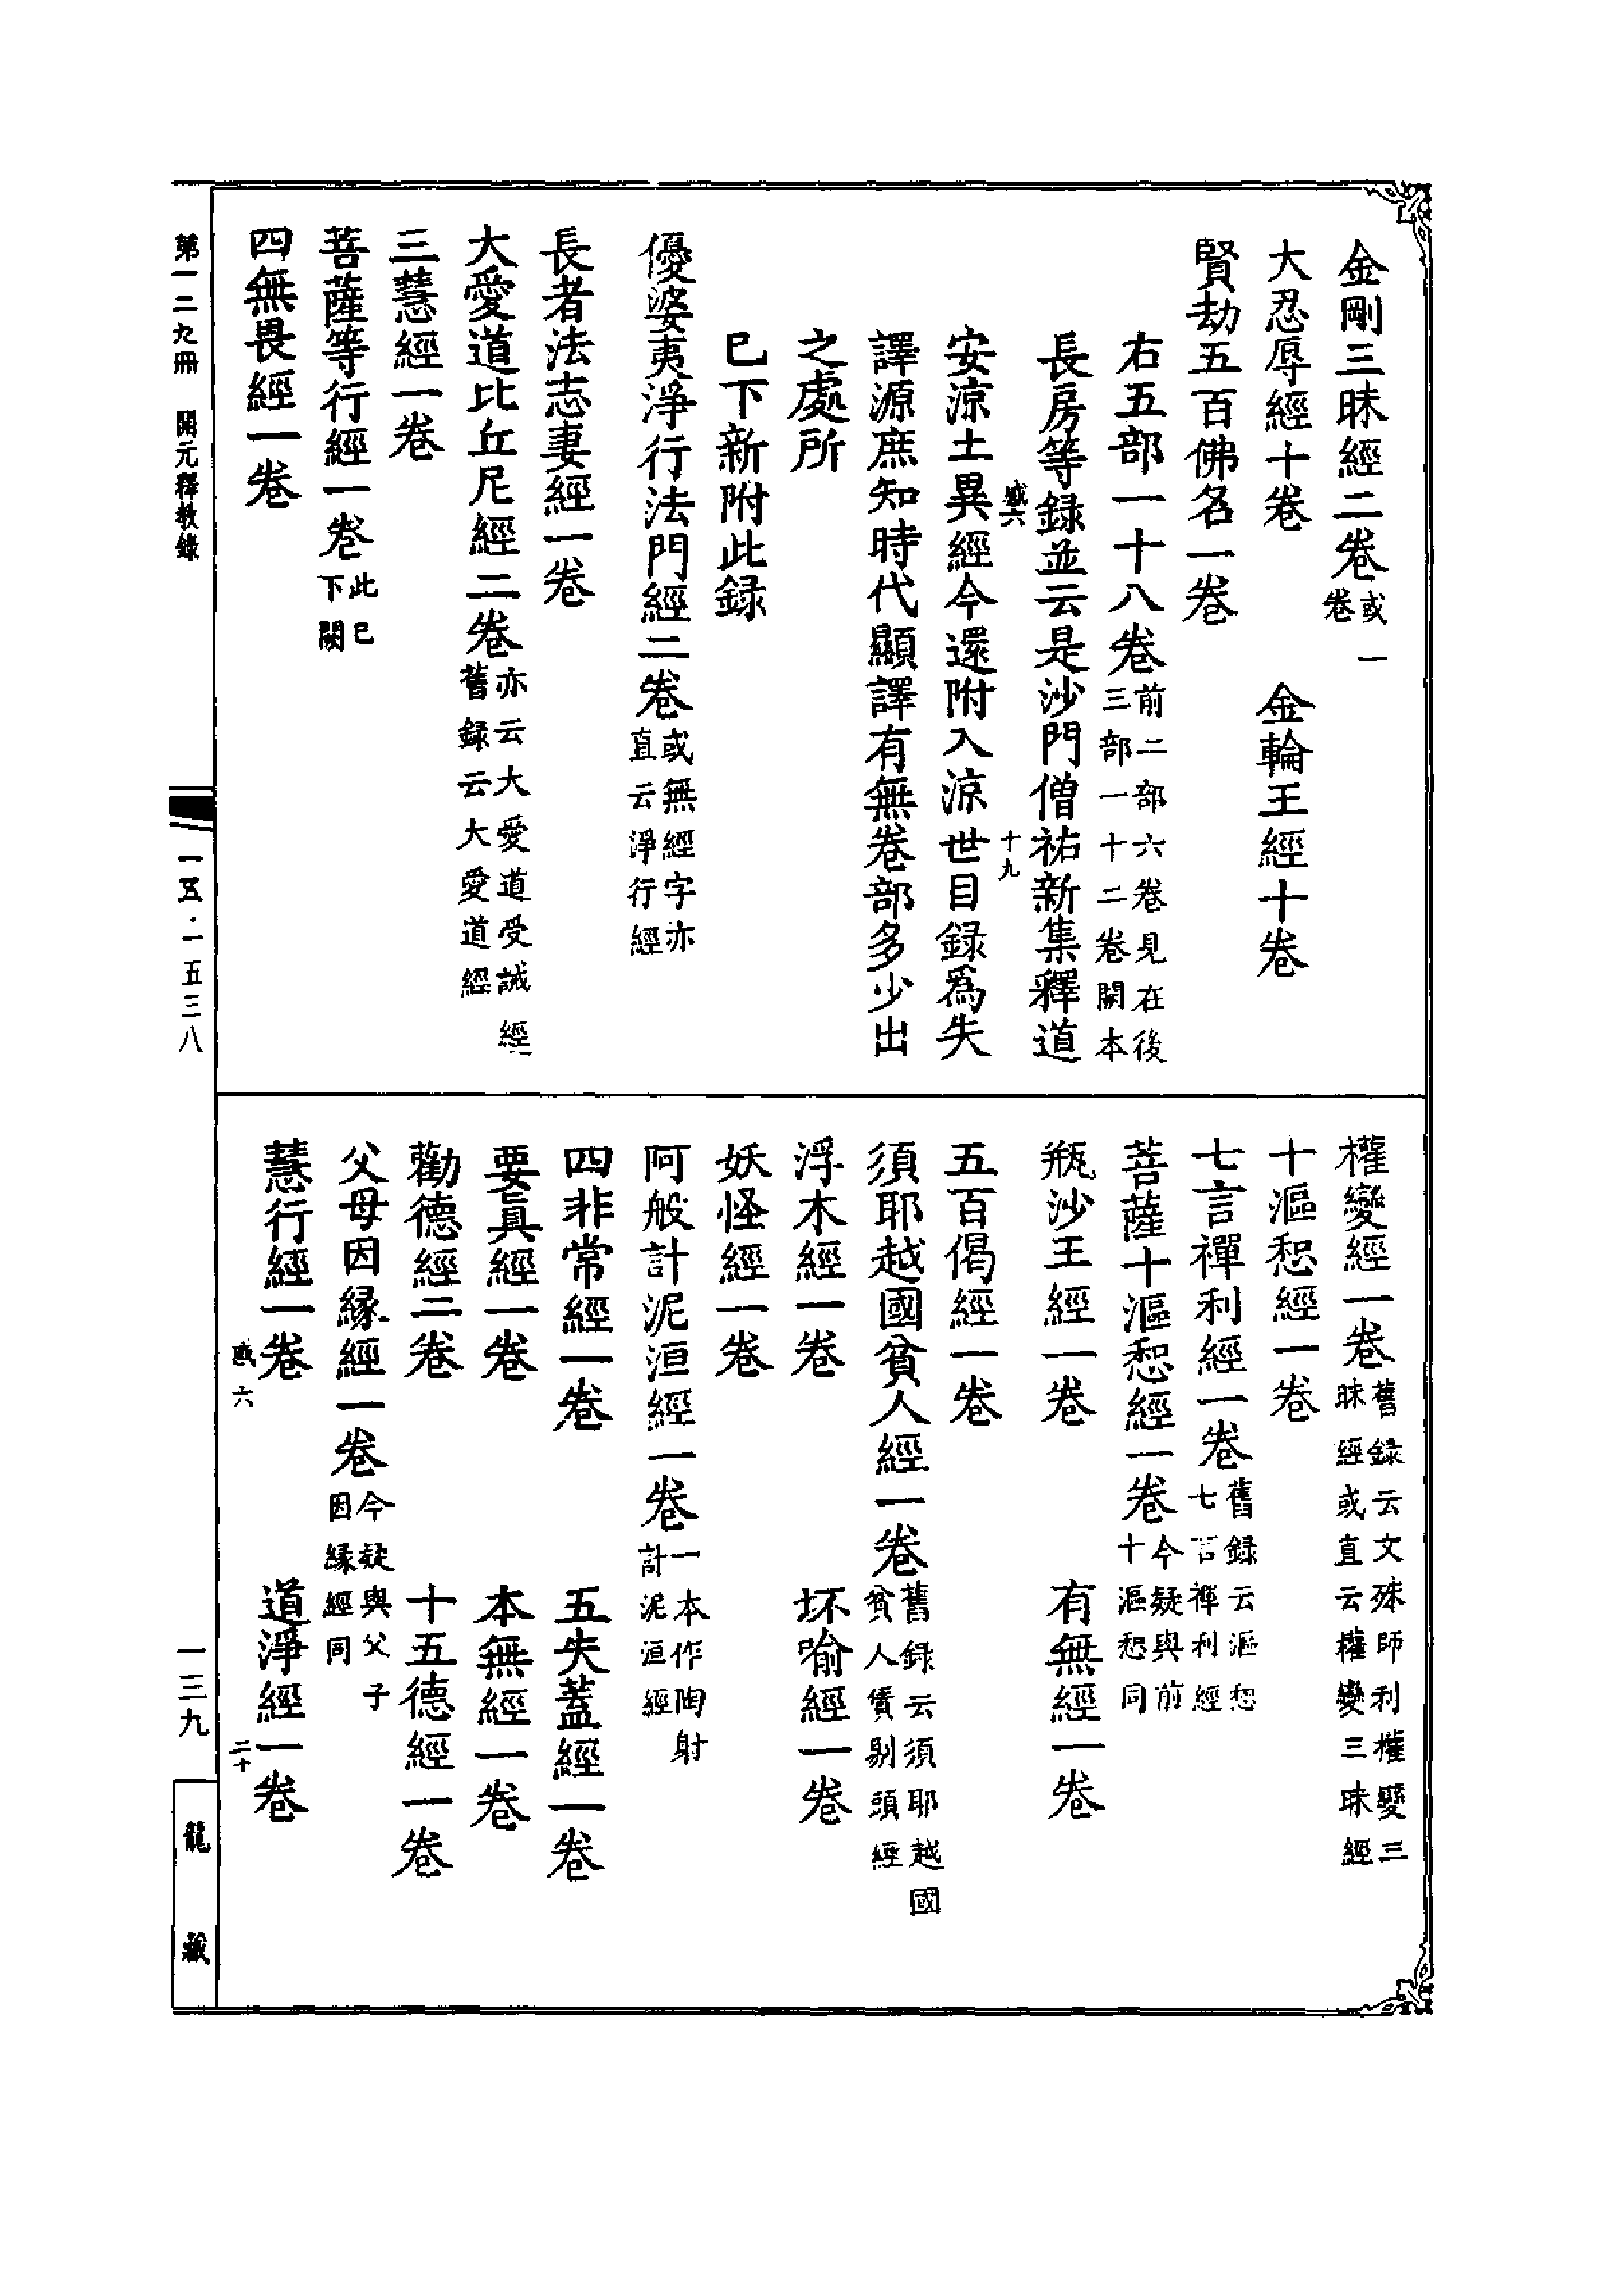 金剛三昧經二卷或一卷
大忍辱經十卷　金輪王經十卷
賢劫五百佛名一卷
右五部一十八卷前二部六卷見在後三部一十二卷闕本
長房等録並云是沙門僧祐新集釋道
感六　十九
安涼土異經今還附入涼世目録爲失
譯源庶知時代顯譯有無卷部多少出
之處所
已下新附此録
優婆夷淨行法門經二卷或無經字亦直云淨行經
長者法志妻經一卷
大愛道比丘尼經二卷亦云大愛道受誡經舊録云大愛道經
三慧經一卷
菩薩等行經一卷此已下闕
四無畏經一卷
權變經一卷舊録云文殊師利權變三昧經或直云權變三昧經
十漚惒經一卷
七言禪利經一卷舊録云漚惒七言禪利經
菩薩十漚惒經一卷今疑與前十漚惒同
瓶沙王經一卷　有無經一卷
五百偈經一卷
須耶越國貧人經一卷舊録云須耶越國貧人賃剔頭經
浮木經一卷　坏喻經一卷
妖怪經一卷
阿般計泥洹經一卷一本作陶射計泥洹經
四非常經一卷　五失蓋經一卷
要眞經一卷　本無經一卷
勸德經二卷　十五德經一卷
父母因縁經一卷今疑與父子因縁經同
慧行經一卷　道淨經一卷
感六　二十
第一二九冊　開元釋教錄
一五·一五三八
一三九
龍藏